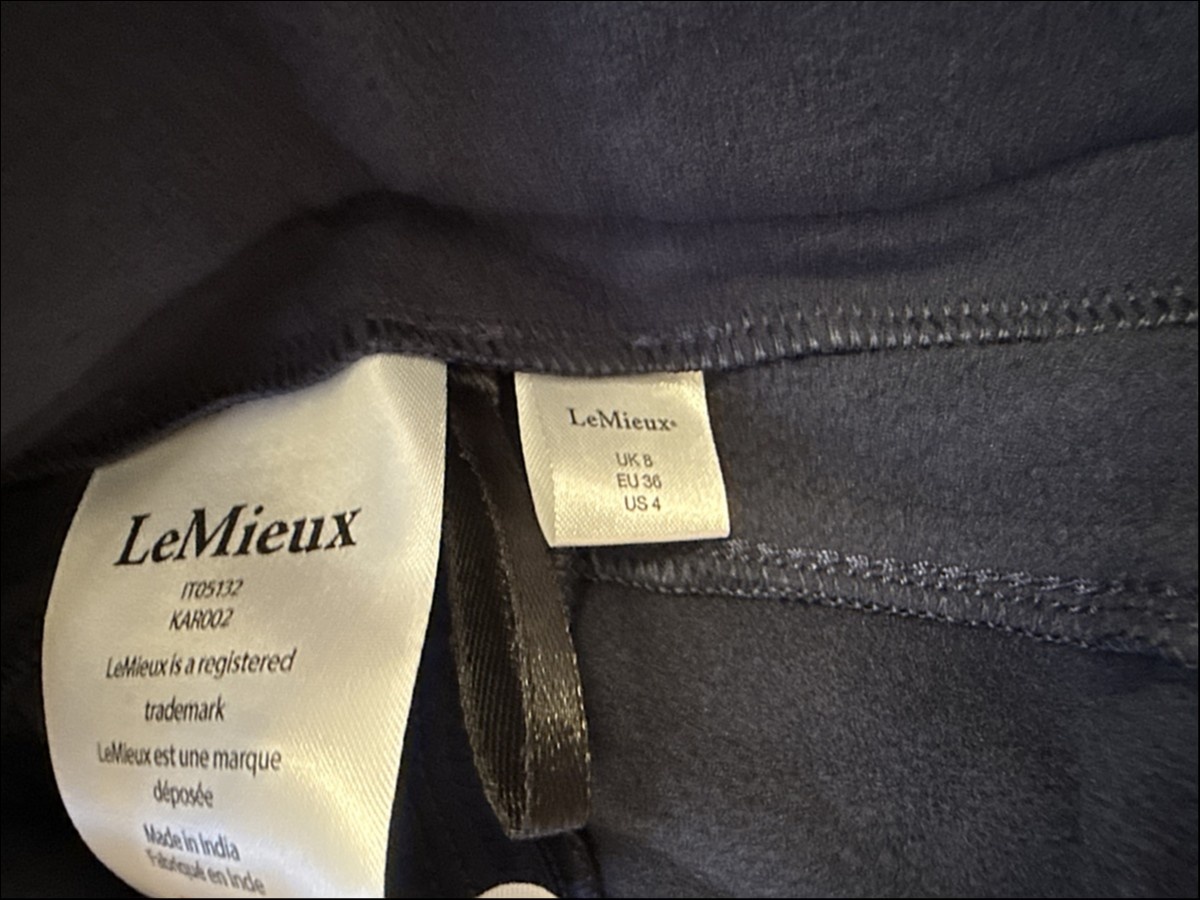 LeMieux
IT05132
KAR002
LeMieux is a registered
trademark
LeMieux est une marque
déposée
Made in India
Fabriqué en Inde
LeMieux®
UK 8
EU 36
US 4